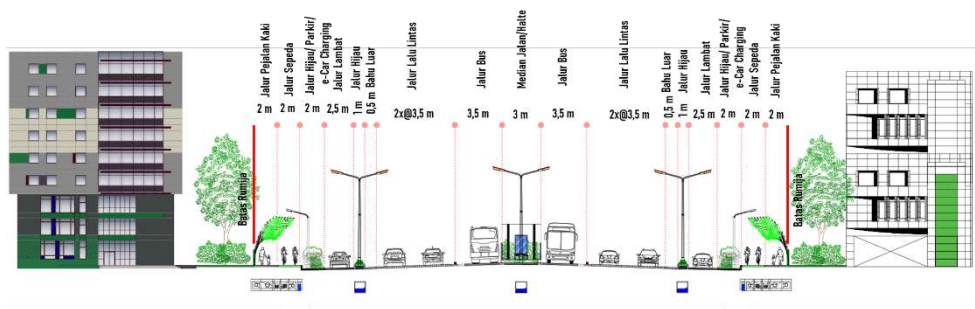 Jalur Pejalan Kaki
2 m
Jalur Sepeda
2 m
Jalur Hijau/ Parkir/
e-Car Charging
2 m
Jalur Lambat
2,5 m
Jalur Hijau
1 m
0,5 m Bahu Luar
Jalur Lalu Lintas
2x@3,5 m
Jalur Bus
3,5 m
Median Jalan/Halte
3 m
Jalur Bus
3,5 m
Jalur Lalu Lintas
2x@3,5 m
0,5 m Bahu Luar
Jalur Hijau
1 m
Jalur Lambat
2,5 m
Jalur Hijau/ Parkir/
e-Car Charging
2 m
Jalur Sepeda
2 m
Jalur Pejalan Kaki
2 m
Batas Rumija
Batas Rumija